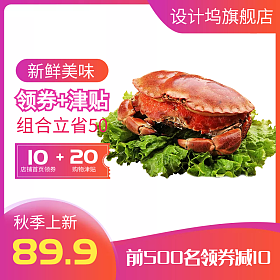 设计坞旗舰店
新鲜美味
领券+津贴
组合立省50
10 + 20
店铺首页领券 购物津贴
秋季上新
89.9
前500名领券减10